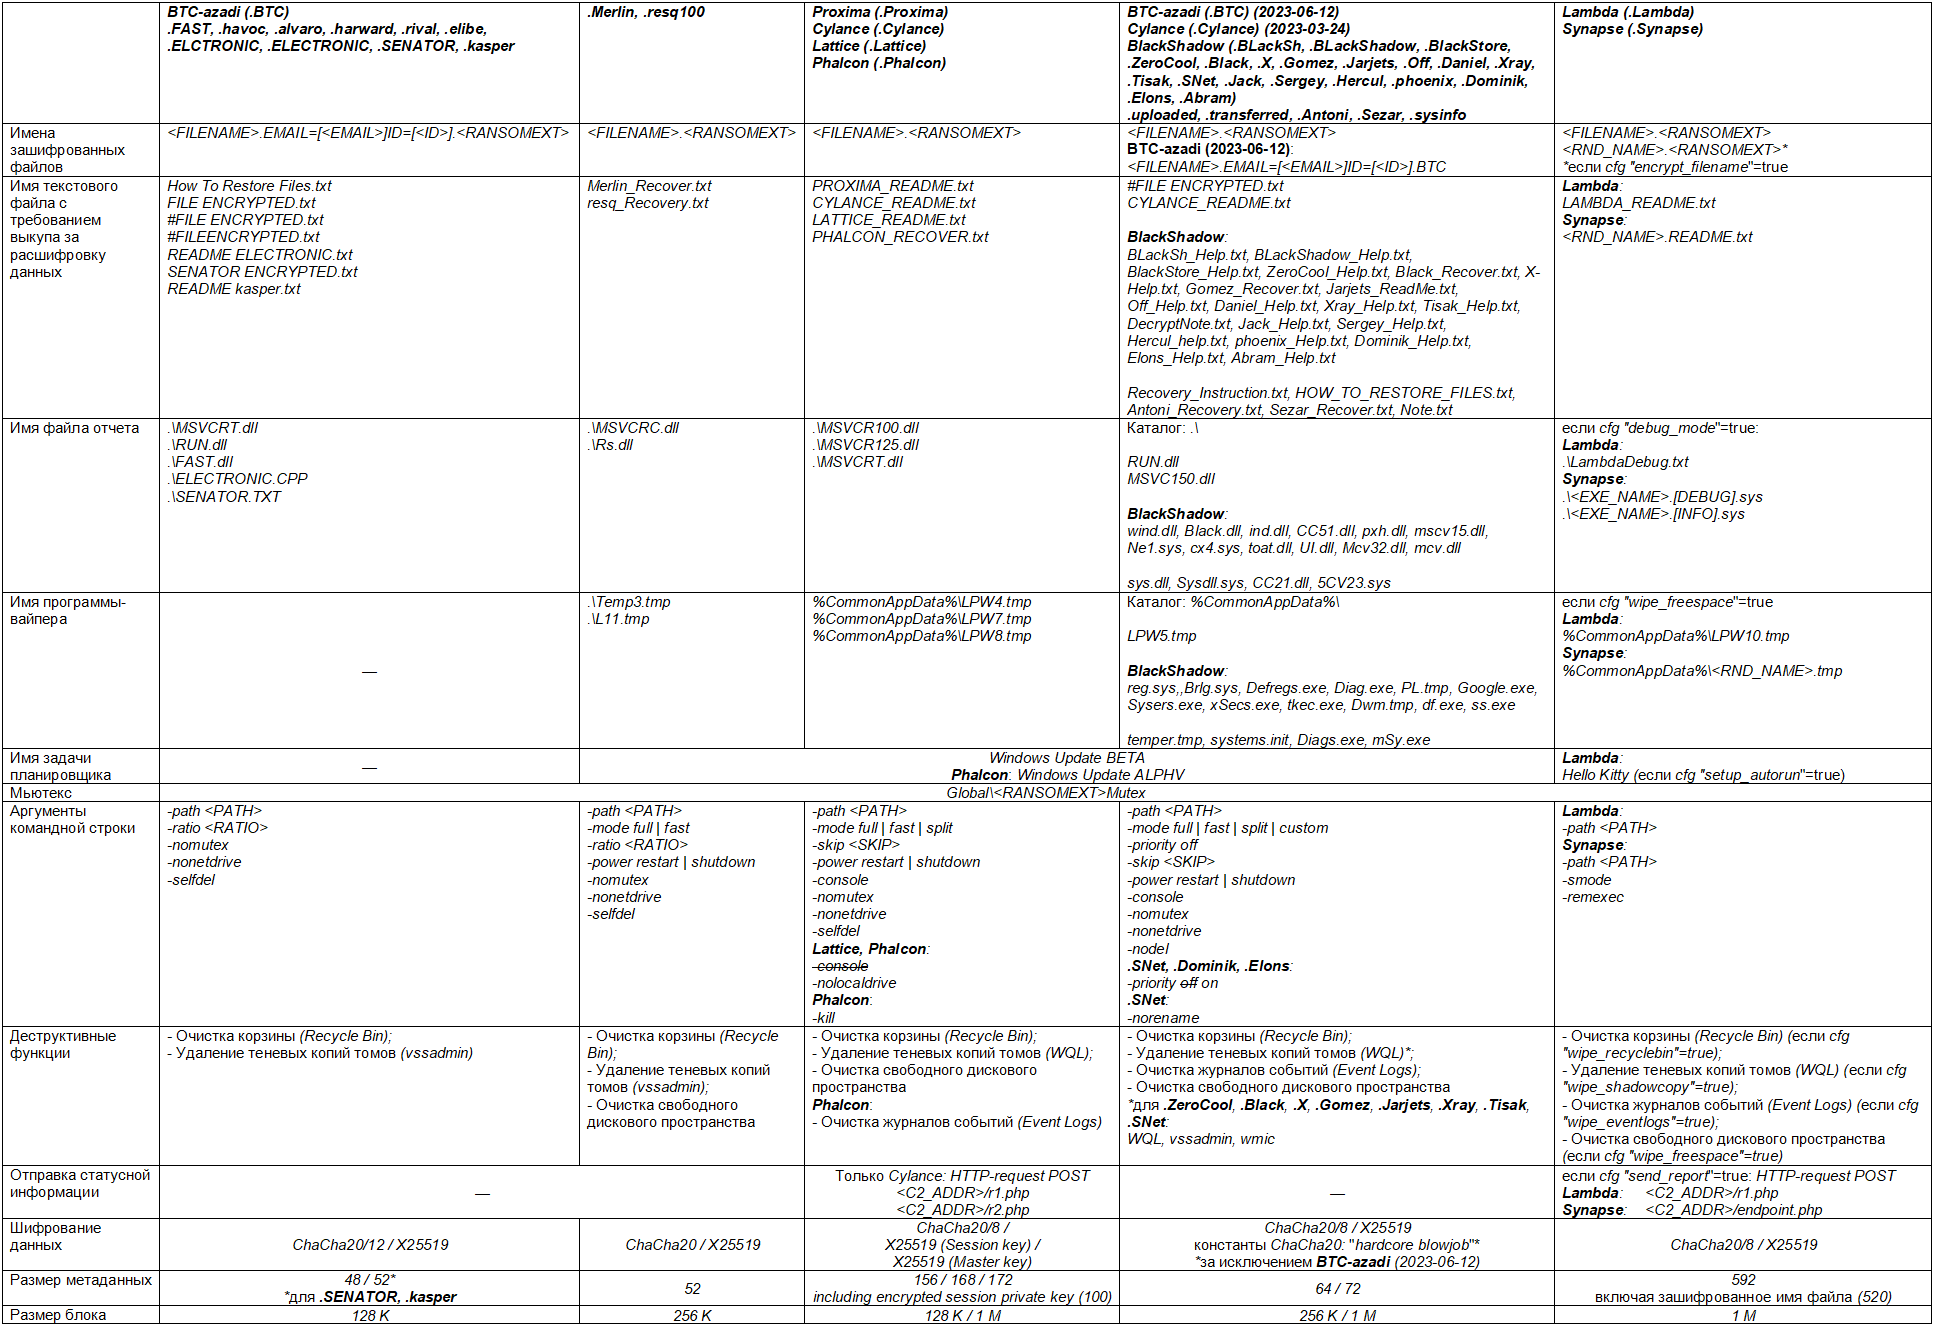 BTC-azadi (.BTC)
.FAST, .havoc, .alvaro, .harward, .rival, .elibe,
.ELCTRONIC, .ELECTRONIC, .SENATOR, .kasper
.Merlin, .resq100
Proxima (.Proxima)
Cylance (.Cylance)
Lattice (.Lattice)
Phalcon (.Phalcon)
BTC-azadi (.BTC) (2023-06-12)
Cylance (.Cylance) (2023-03-24)
BlackShadow (.BLackSh, .BLackShadow, .BlackStore,
.ZeroCool, .Black, .X, .Gomez, .Jarjets, .Off, .Daniel, .Xray,
.Tisak, .SNet, .Jack, .Sergey, .Hercul, .phoenix, .Dominik,
.Elons, .Abram)
.uploaded, .transferred, .Antoni, .Sezar, .sysinfo
Lambda (.Lambda)
Synapse (.Synapse)
Имена
зашифрованных
файлов
<FILENAME>.EMAIL=[<EMAIL>]ID=[<ID>].<RANSOMEXT>
<FILENAME>.<RANSOMEXT>
<FILENAME>.<RANSOMEXT>
<FILENAME>.<RANSOMEXT>
BTC-azadi (2023-06-12):
<FILENAME>.EMAIL=[<EMAIL>]ID=[<ID>].BTC
<FILENAME>.<RANSOMEXT>
<RND_NAME>.<RANSOMEXT>*
*если cfg "encrypt_filename"=true
Имя текстового
файла с
требованием
выкупа за
расшифровку
данных
How To Restore Files.txt
FILE ENCRYPTED.txt
#FILE ENCRYPTED.txt
#FILEENCRYPTED.txt
README ELECTRONIC.txt
SENATOR ENCRYPTED.txt
README kasper.txt
Merlin_Recover.txt
resq_Recovery.txt
PROXIMA_README.txt
CYLANCE_README.txt
LATTICE_README.txt
PHALCON_RECOVER.txt
#FILE ENCRYPTED.txt
CYLANCE_README.txt
BlackShadow:
BLackSh_Help.txt, BLackShadow_Help.txt,
BlackStore_Help.txt, ZeroCool_Help.txt, Black_Recover.txt, X-
Help.txt, Gomez_Recover.txt, Jarjets_ReadMe.txt,
Off_Help.txt, Daniel_Help.txt, Xray_Help.txt, Tisak_Help.txt,
DecryptNote.txt, Jack_Help.txt, Sergey_Help.txt,
Hercul_help.txt, phoenix_Help.txt, Dominik_Help.txt,
Elons_Help.txt, Abram_Help.txt
Recovery_Instruction.txt, HOW_TO_RESTORE_FILES.txt,
Antoni_Recovery.txt, Sezar_Recover.txt, Note.txt
Lambda:
LAMBDA_README.txt
Synapse:
<RND_NAME>.README.txt
Имя файла отчета
.\MSVCRT.dll
.\RUN.dll
.\FAST.dll
.\ELECTRONIC.CPP
.\SENATOR.TXT
.\MSVCRC.dll
.\Rs.dll
.\MSVCR100.dll
.\MSVCR125.dll
.\MSVCRT.dll
Каталог: .\
RUN.dll
MSVC150.dll
BlackShadow:
wind.dll, Black.dll, ind.dll, CC51.dll, pxh.dll, mscv15.dll,
Ne1.sys, cx4.sys, toat.dll, UI.dll, Mcv32.dll, mcv.dll
sys.dll, Sysdll.sys, CC21.dll, 5CV23.sys
если cfg "debug_mode"=true:
Lambda:
.\LambdaDebug.txt
Synapse:
.\<EXE_NAME>.[DEBUG].sys
.\<EXE_NAME>.[INFO].sys
Имя программы-
вайпера
—
.\Temp3.tmp
.\L11.tmp
%CommonAppData%\LPW4.tmp
%CommonAppData%\LPW7.tmp
%CommonAppData%\LPW8.tmp
Каталог: %CommonAppData%\
LPW5.tmp
BlackShadow:
reg.sys,,Brlg.sys, Defregs.exe, Diag.exe, PL.tmp, Google.exe,
Sysers.exe, xSecs.exe, tkec.exe, Dwm.tmp, df.exe, ss.exe
temper.tmp, systems.init, Diags.exe, mSy.exe
если cfg "wipe_freespace"=true
Lambda:
%CommonAppData%\LPW10.tmp
Synapse:
%CommonAppData%\<RND_NAME>.tmp
Имя задачи
планировщика
—
Windows Update BETA
Phalcon: Windows Update ALPHV
Lambda:
Hello Kitty (если cfg "setup_autorun"=true)
Мьютекс
Global\<RANSOMEXT>Mutex
Аргументы
командной строки
-path <PATH>
-ratio <RATIO>
-nomutex
-nonetdrive
-selfdel
-path <PATH>
-mode full | fast
-ratio <RATIO>
-power restart | shutdown
-nomutex
-nonetdrive
-selfdel
-path <PATH>
-mode full | fast | split
-skip <SKIP>
-power restart | shutdown
-console
-nomutex
-nonetdrive
-selfdel
Lattice, Phalcon:
-console
-nolocaldrive
Phalcon:
-kill
-path <PATH>
-mode full | fast | split | custom
-priority off
-skip <SKIP>
-power restart | shutdown
-console
-nomutex
-nonetdrive
-nodel
.SNet, .Dominik, .Elons:
-priority off on
.SNet:
-norename
Lambda:
-path <PATH>
Synapse:
-path <PATH>
-smode
-remexec
Деструктивные
функции
- Очистка корзины (Recycle Bin);
- Удаление теневых копий томов (vssadmin)
- Очистка корзины (Recycle
Bin);
- Удаление теневых копий
томов (vssadmin);
- Очистка свободного
дискового пространства
- Очистка корзины (Recycle Bin);
- Удаление теневых копий томов (WQL);
- Очистка свободного дискового
пространства
Phalcon:
- Очистка журналов событий (Event Logs)
- Очистка корзины (Recycle Bin);
- Удаление теневых копий томов (WQL)*;
- Очистка журналов событий (Event Logs);
- Очистка свободного дискового пространства
*для .ZeroCool, .Black, .X, .Gomez, .Jarjets, .Xray, .Tisak,
.SNet:
WQL, vssadmin, wmic
- Очистка корзины (Recycle Bin) (если cfg
"wipe_recyclebin"=true);
- Удаление теневых копий томов (WQL) (если cfg
"wipe_shadowcopy"=true);
- Очистка журналов событий (Event Logs) (если cfg
"wipe_eventlogs"=true);
- Очистка свободного дискового пространства
(если cfg "wipe_freespace"=true)
Отправка статусной
информации
—
Только Cylance: HTTP-request POST
<C2_ADDR>/r1.php
<C2_ADDR>/r2.php
—
если cfg "send_report"=true: HTTP-request POST
Lambda: <C2_ADDR>/r1.php
Synapse: <C2_ADDR>/endpoint.php
Шифрование
данных
ChaCha20/12 / X25519
ChaCha20 / X25519
ChaCha20/8 /
X25519 (Session key) /
X25519 (Master key)
ChaCha20/8 / X25519
константы ChaCha20: "hardcore blowjob"*
*за исключением BTC-azadi (2023-06-12)
ChaCha20/8 / X25519
Размер метаданных
48 / 52*
*для .SENATOR, .kasper
52
156 / 168 / 172
including encrypted session private key (100)
64 / 72
592
включая зашифрованное имя файла (520)
Размер блока
128 K
256 K
128 K / 1 M
256 K / 1 M
1 M